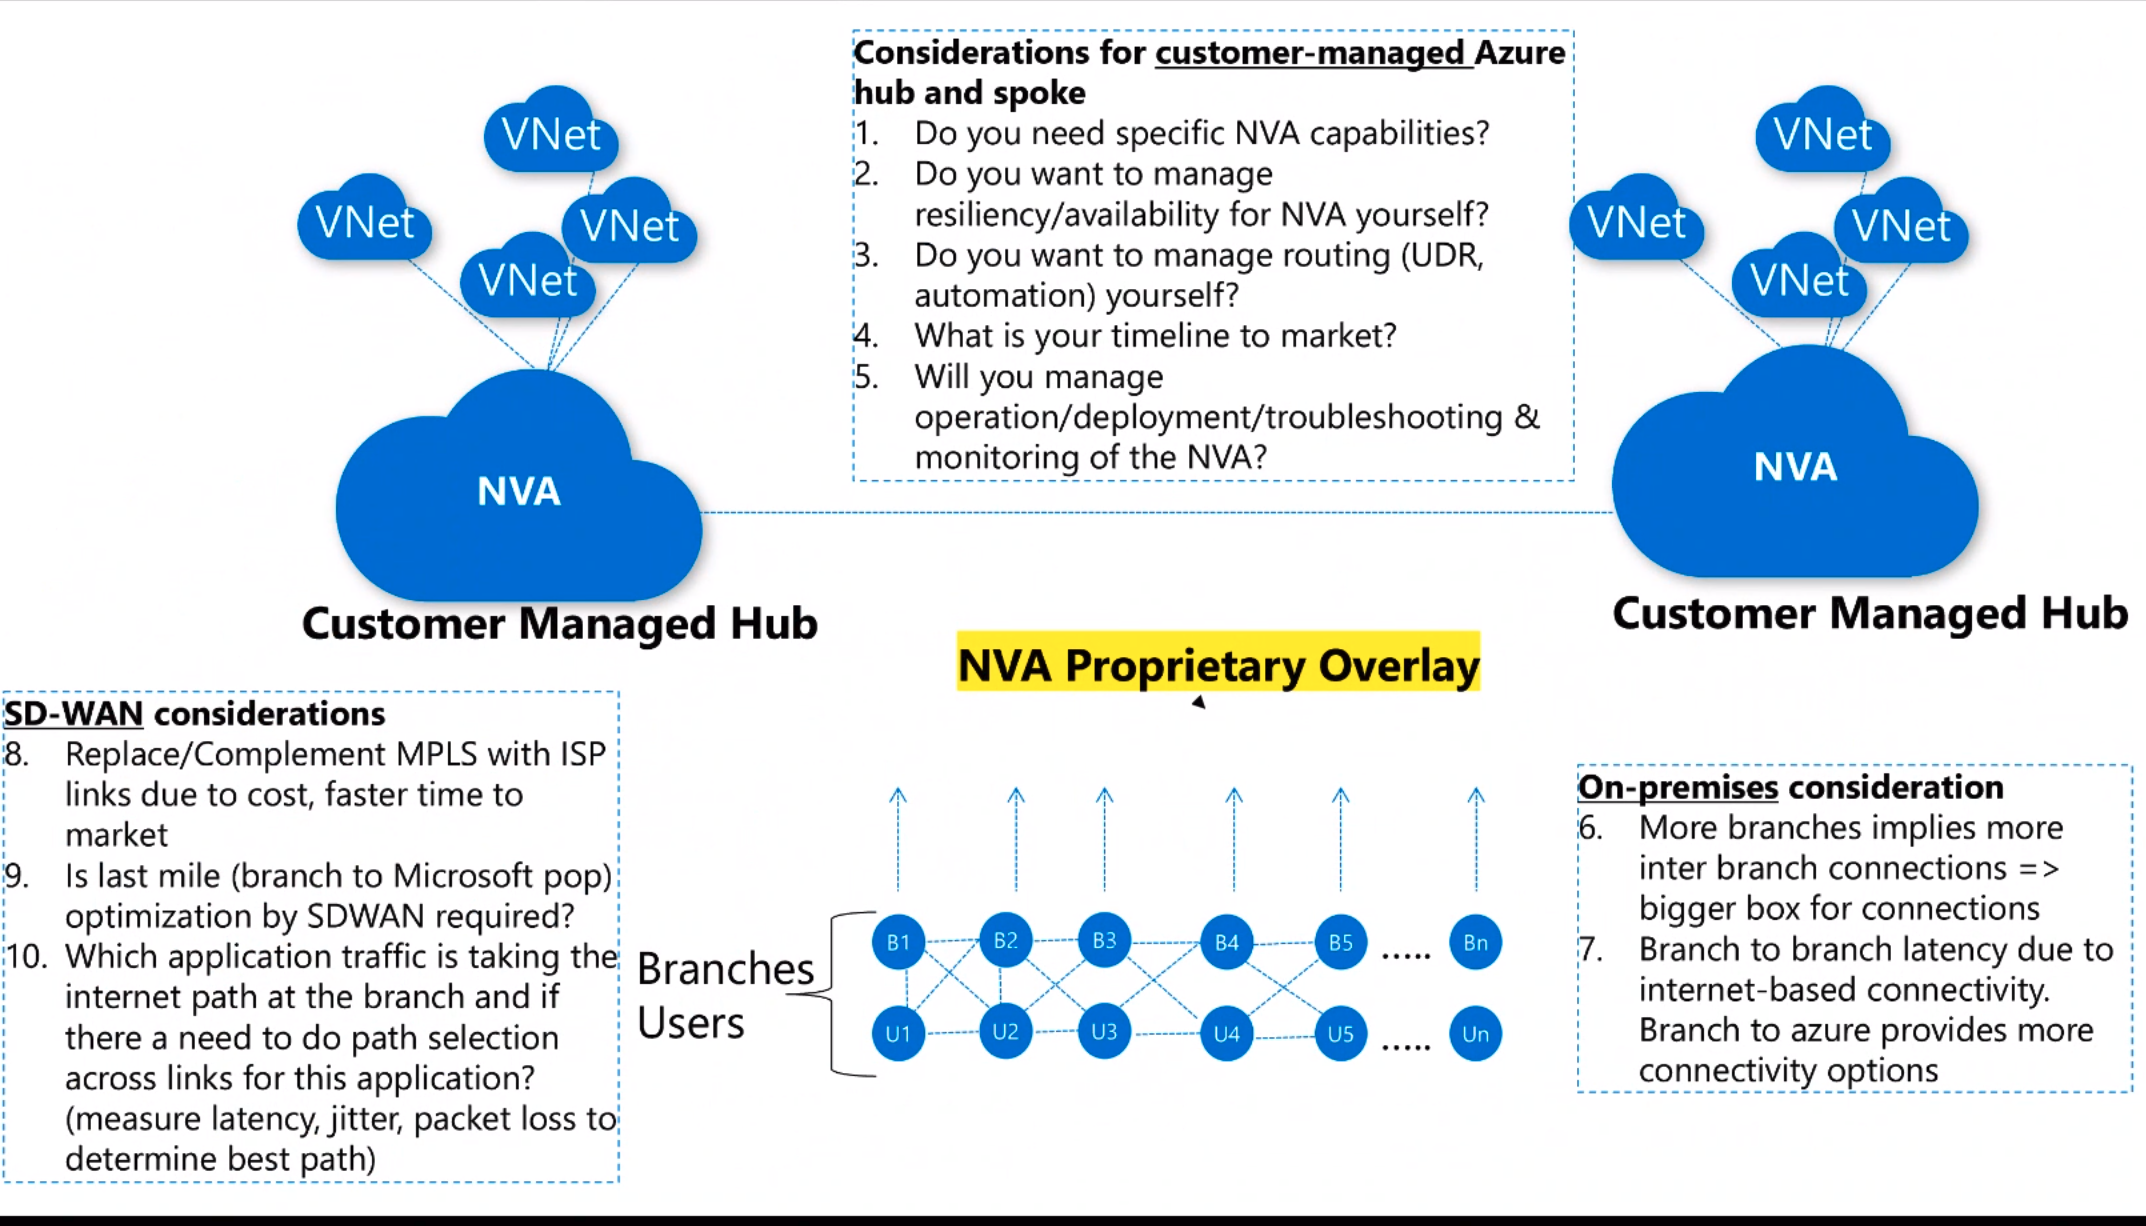 Considerations for customer-managed Azure
hub and spoke
1. Do you need specific NVA capabilities?
2. Do you want to manage
resiliency/availability for NVA yourself?
3. Do you want to manage routing (UDR,
automation) yourself?
4. What is your timeline to market?
5. Will you manage
operation/deployment/troubleshooting &
monitoring of the NVA?
VNet
VNet
VNet
VNet
NVA
Customer Managed Hub
VNet
VNet
VNet
VNet
NVA
Customer Managed Hub
NVA Proprietary Overlay
SD-WAN considerations
8. Replace/Complement MPLS with ISP
links due to cost, faster time to
market
9. Is last mile (branch to Microsoft pop)
optimization by SDWAN required?
10. Which application traffic is taking the
internet path at the branch and if
there a need to do path selection
across links for this application?
(measure latency, jitter, packet loss to
determine best path)
Branches
Users
B1 B2 B3 B4 B5 ..... Bn
U1 U2 U3 U4 U5 ..... Un
On-premises consideration
6. More branches implies more
inter branch connections =>
bigger box for connections
7. Branch to branch latency due to
internet-based connectivity.
Branch to azure provides more
connectivity options